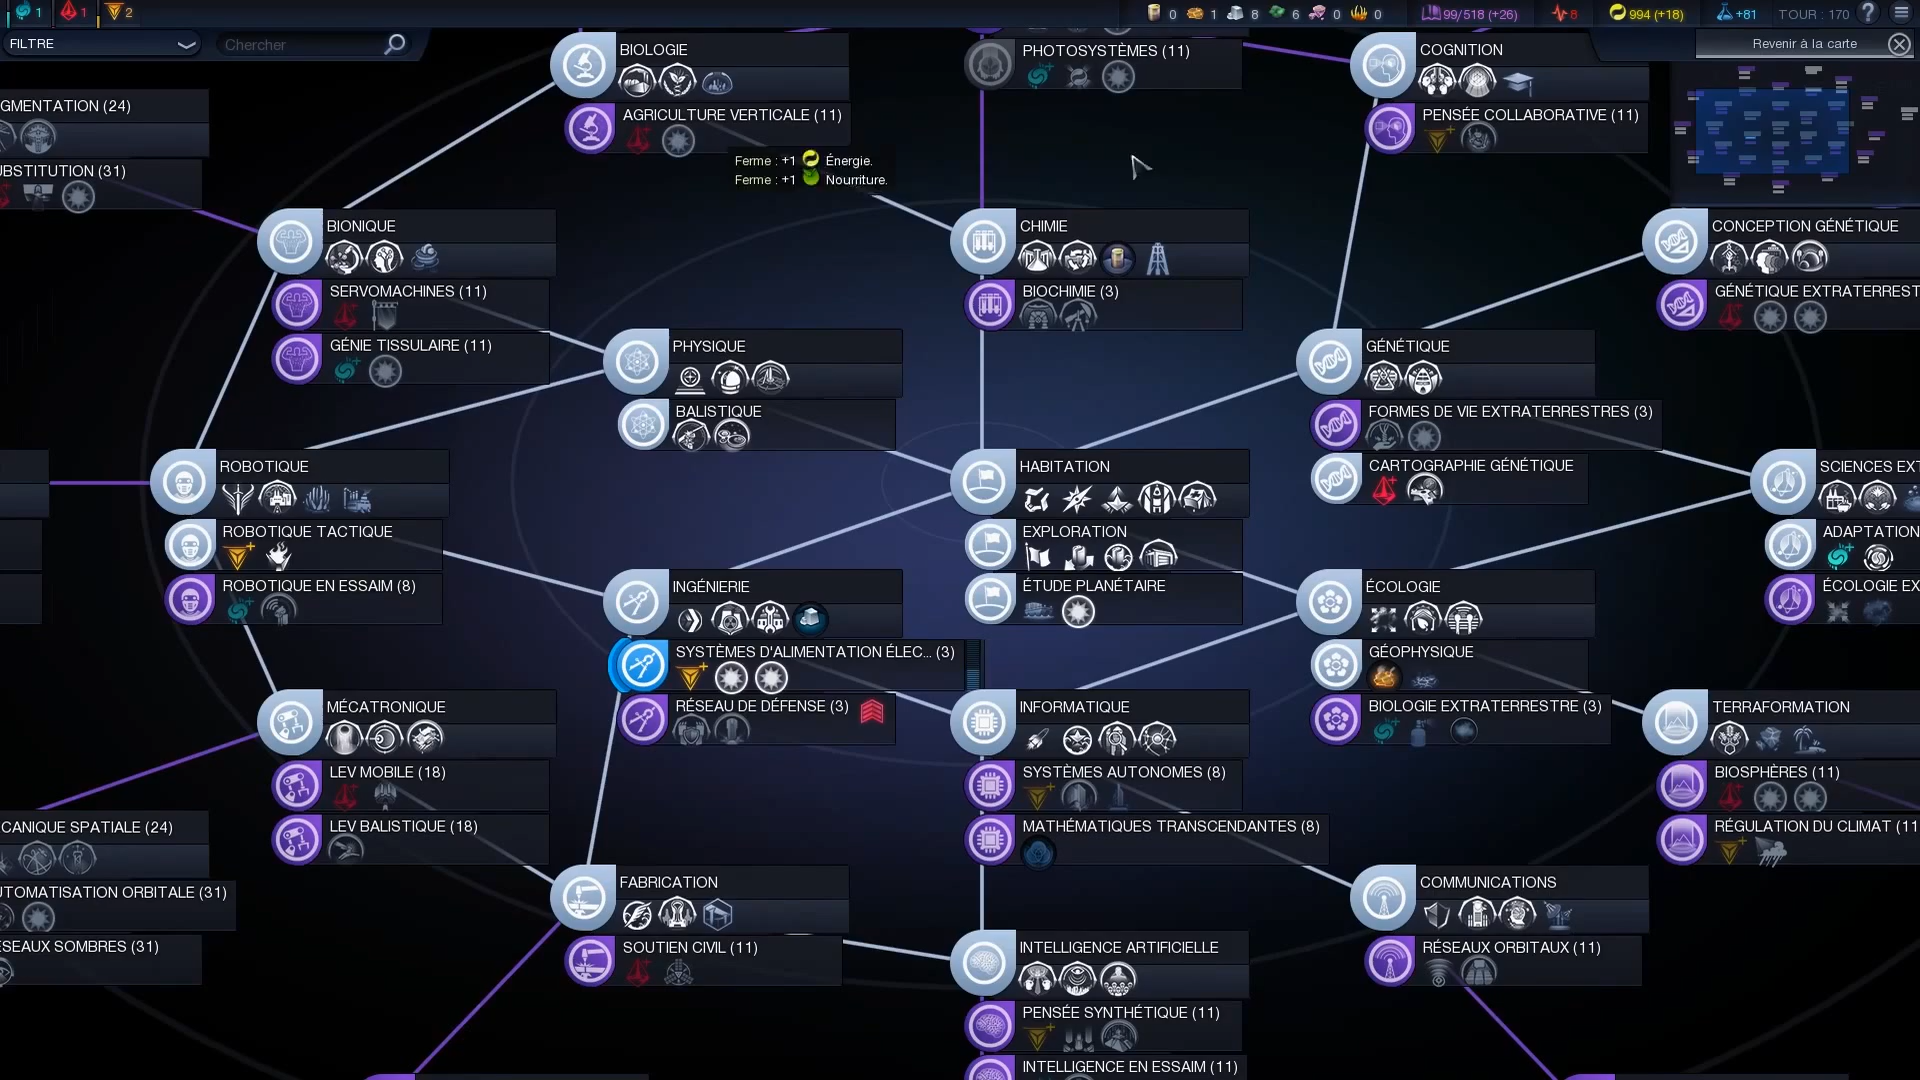 1 1 2
0 1 8 6 0 0 99/518 (+26) 8 994 (+18) +81 TOUR : 170 ?
FILTRE
Chercher
Revenir à la carte
BIOLOGIE
PHOTOSYSTÈMES (11)
COGNITION
GMENTATION (24)
AGRICULTURE VERTICALE (11)
PENSÉE COLLABORATIVE (11)
Ferme : +1 Énergie.
Ferme : +1 Nourriture.
UBSTITUTION (31)
BIONIQUE
CHIMIE
CONCEPTION GÉNÉTIQUE
SERVOMACHINES (11)
BIOCHIMIE (3)
GÉNÉTIQUE EXTRATERREST
GÉNIE TISSULAIRE (11)
PHYSIQUE
GÉNÉTIQUE
BALISTIQUE
FORMES DE VIE EXTRATERRESTRES (3)
ROBOTIQUE
HABITATION
CARTOGRAPHIE GÉNÉTIQUE
SCIENCES EXT
ROBOTIQUE TACTIQUE
EXPLORATION
ADAPTATION
ROBOTIQUE EN ESSAIM (8)
INGÉNIERIE
ÉTUDE PLANÉTAIRE
ÉCOLOGIE
ÉCOLOGIE EX
SYSTÈMES D'ALIMENTATION ÉLEC... (3)
GÉOPHYSIQUE
MÉCATRONIQUE
RÉSEAU DE DÉFENSE (3)
INFORMATIQUE
BIOLOGIE EXTRATERRESTRE (3)
TERRAFORMATION
LEV MOBILE (18)
SYSTÈMES AUTONOMES (8)
BIOSPHÈRES (11)
CANIQUE SPATIALE (24)
LEV BALISTIQUE (18)
MATHÉMATIQUES TRANSCENDANTES (8)
RÉGULATION DU CLIMAT (11
UTOMATISATION ORBITALE (31)
FABRICATION
COMMUNICATIONS
ÉSEAUX SOMBRES (31)
SOUTIEN CIVIL (11)
INTELLIGENCE ARTIFICIELLE
RÉSEAUX ORBITAUX (11)
PENSÉE SYNTHÉTIQUE (11)
INTELLIGENCE EN ESSAIM (11)